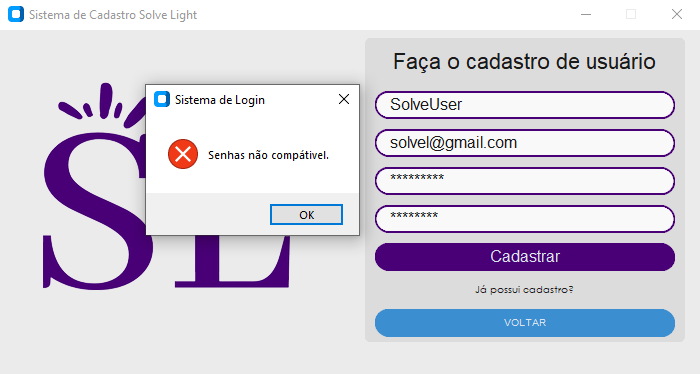 Sistema de Cadastro Solve Light
SL
Sistema de Login
Senhas não compátivel.
OK
Faça o cadastro de usuário
SolveUser
solvel@gmail.com
*********
********
Cadastrar
Já possui cadastro?
VOLTAR